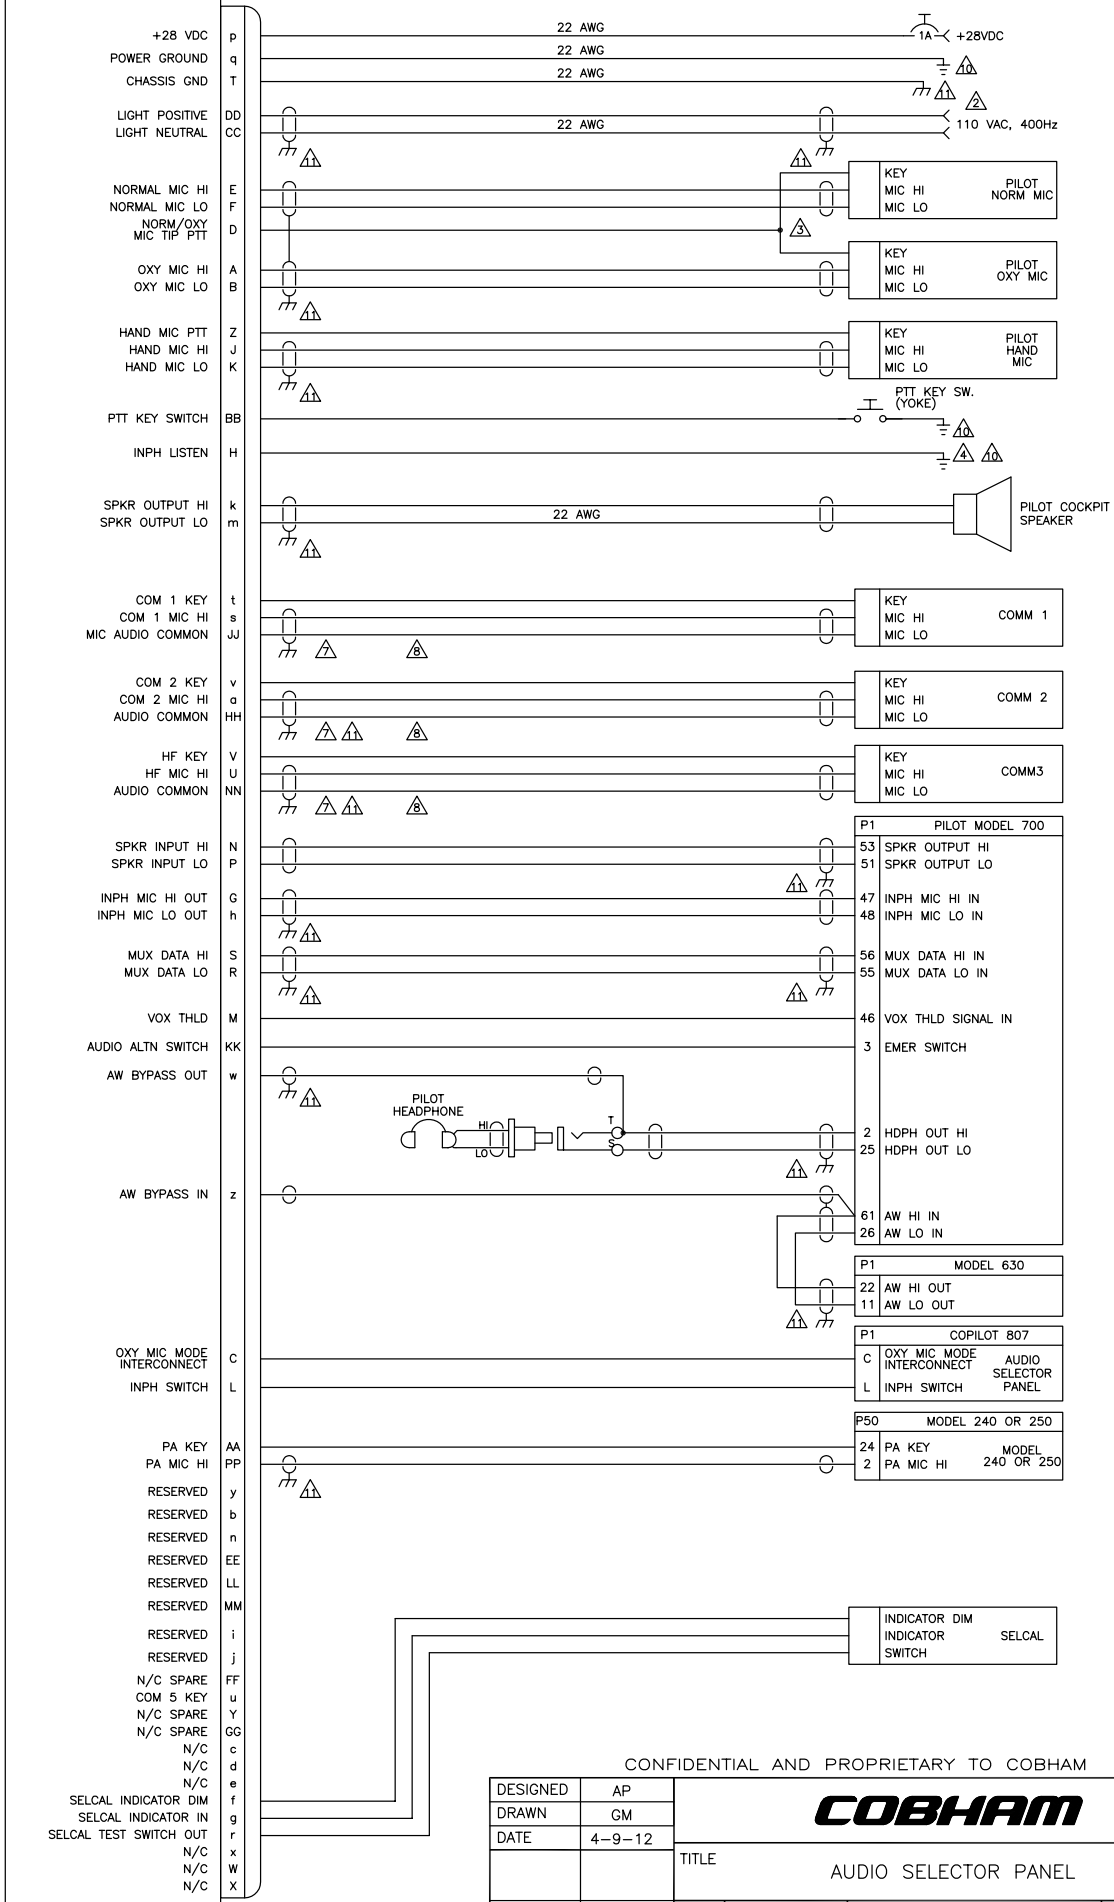 +28 VDC p 22 AWG 1A +28VDC
POWER GROUND q 22 AWG 10
CHASSIS GND T 22 AWG 11 2
LIGHT POSITIVE DD
LIGHT NEUTRAL CC 22 AWG 110 VAC, 400Hz
11 11
KEY
NORMAL MIC HI E MIC HI PILOT
NORM MIC
NORMAL MIC LO F MIC LO
NORM/OXY
MIC TIP PTT D 3
KEY
OXY MIC HI A MIC HI PILOT
OXY MIC
OXY MIC LO B MIC LO
11
HAND MIC PTT Z KEY PILOT
HAND MIC HI J MIC HI HAND
HAND MIC LO K MIC LO MIC
11
PTT KEY SW.
(YOKE)
PTT KEY SWITCH BB 10
INPH LISTEN H 4 10
SPKR OUTPUT HI k PILOT COCKPIT
SPKR OUTPUT LO m 22 AWG SPEAKER
11
COM 1 KEY t KEY
COM 1 MIC HI s MIC HI COMM 1
MIC AUDIO COMMON JJ MIC LO
7 8
COM 2 KEY v KEY
COM 2 MIC HI a MIC HI COMM 2
AUDIO COMMON HH MIC LO
7 11 8
HF KEY V KEY
HF MIC HI U MIC HI COMM3
AUDIO COMMON NN MIC LO
7 11 8
P1 PILOT MODEL 700
SPKR INPUT HI N 53 SPKR OUTPUT HI
SPKR INPUT LO P 51 SPKR OUTPUT LO
11
INPH MIC HI OUT G 47 INPH MIC HI IN
INPH MIC LO OUT h 48 INPH MIC LO IN
11
MUX DATA HI S 56 MUX DATA HI IN
MUX DATA LO R 55 MUX DATA LO IN
11 11
VOX THLD M 46 VOX THLD SIGNAL IN
AUDIO ALTN SWITCH KK 3 EMER SWITCH
AW BYPASS OUT w
11
PILOT
HEADPHONE
HI T 2 HDPH OUT HI
LO S 25 HDPH OUT LO
11
AW BYPASS IN z
61 AW HI IN
26 AW LO IN
P1 MODEL 630
22 AW HI OUT
11 AW LO OUT
11
P1 COPILOT 807
OXY MIC MODE
INTERCONNECT C C OXY MIC MODE
INTERCONNECT AUDIO
SELECTOR
PANEL
INPH SWITCH L L INPH SWITCH
P50 MODEL 240 OR 250
PA KEY AA 24 PA KEY MODEL
PA MIC HI PP 2 PA MIC HI 240 OR 250
11
RESERVED y
RESERVED b
RESERVED n
RESERVED EE
RESERVED LL
RESERVED MM
INDICATOR DIM
RESERVED i INDICATOR SELCAL
RESERVED j SWITCH
N/C SPARE FF
COM 5 KEY u
N/C SPARE Y
N/C SPARE GG
N/C c
N/C d
N/C e
SELCAL INDICATOR DIM f
SELCAL INDICATOR IN g
SELCAL TEST SWITCH OUT r
N/C x
N/C W
N/C X
CONFIDENTIAL AND PROPRIETARY TO COBHAM
DESIGNED AP
DRAWN GM
DATE 4-9-12
COBHAM
TITLE
AUDIO SELECTOR PANEL